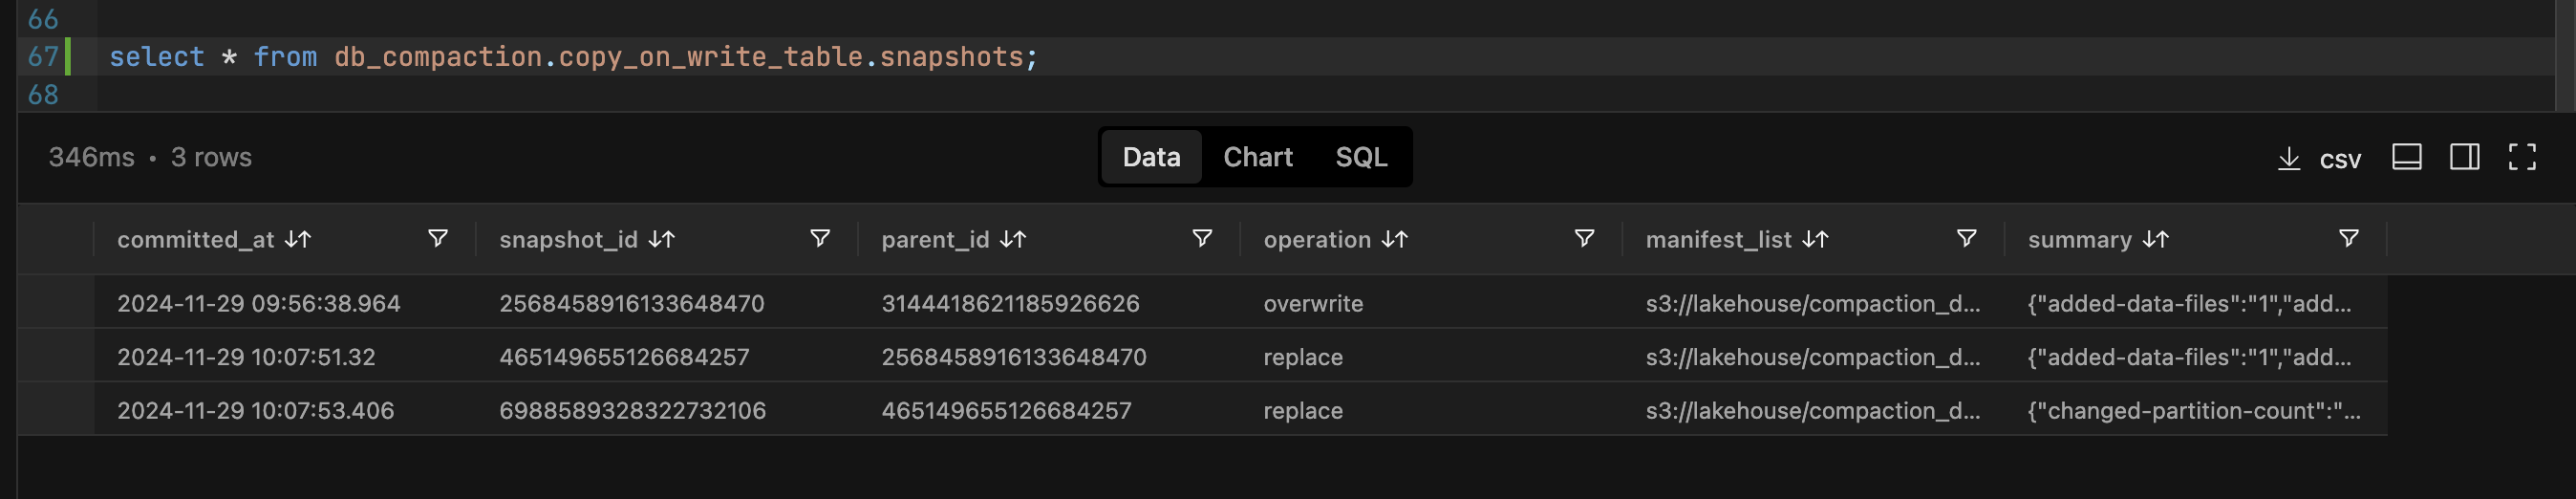 66
67 select * from db_compaction.copy_on_write_table.snapshots;
68
346ms • 3 rows Data Chart SQL csv
committed_at snapshot_id parent_id operation manifest_list summary
2024-11-29 09:56:38.964 2568458916133648470 3144418621185926626 overwrite s3://lakehouse/compaction_d... {"added-data-files":"1","add...
2024-11-29 10:07:51.32 465149655126684257 2568458916133648470 replace s3://lakehouse/compaction_d... {"added-data-files":"1","add...
2024-11-29 10:07:53.406 6988589328322732106 465149655126684257 replace s3://lakehouse/compaction_d... {"changed-partition-count":"...